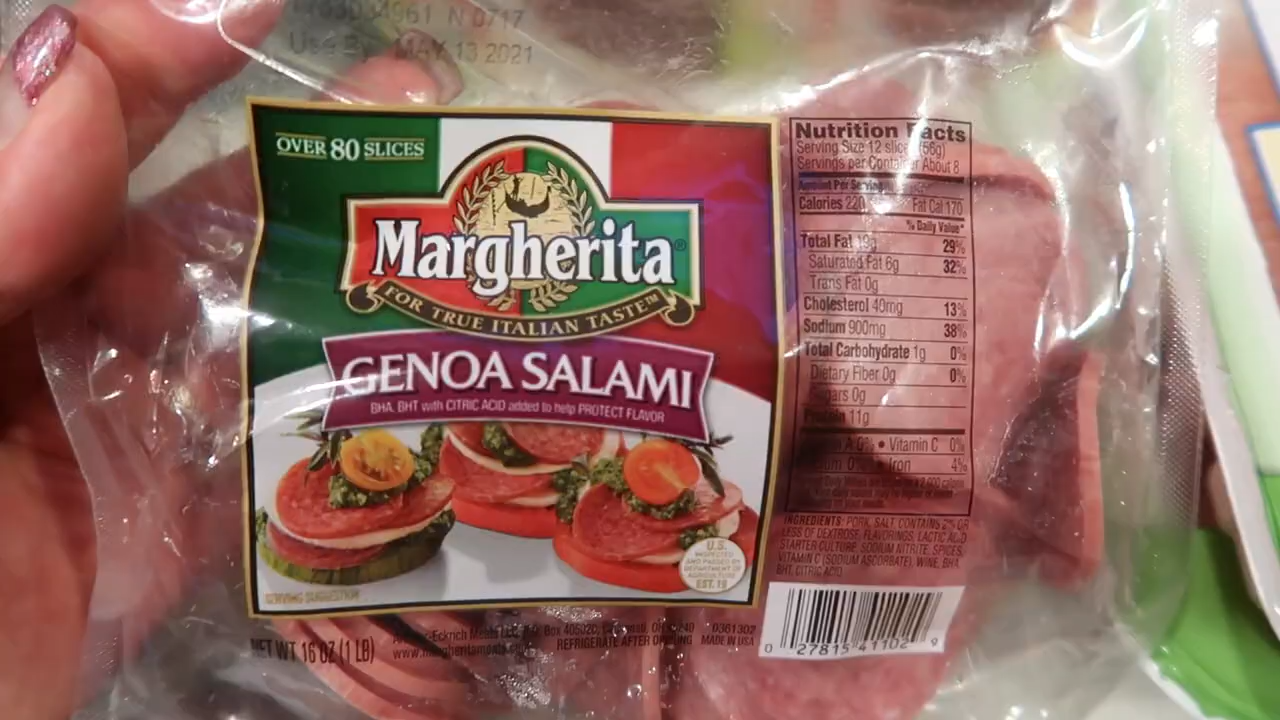 N 0717
Use By MAY 13 2021
OVER 80 SLICES
Margherita®
FOR TRUE ITALIAN TASTE™
GENOA SALAMI
BHA, BHT with CITRIC ACID added to help PROTECT FLAVOR
U.S.
INSPECTED
AND PASSED BY
DEPARTMENT OF
AGRICULTURE
EST. 19
SERVING SUGGESTION
NET WT 16 OZ (1 LB)
Eckrich Meats
REFRIGERATE AFTER OPENING MADE IN USA
0361302
Nutrition Facts
Serving Size 12 slices (56g)
Servings per Container About 8
Amount Per Serving
Calories 220 Fat Cal 170
% Daily Value*
Total Fat 19g 29%
Saturated Fat 6g 32%
Trans Fat 0g
Cholesterol 40mg 13%
Sodium 900mg 38%
Total Carbohydrate 1g 0%
Dietary Fiber 0g 0%
Sugars 0g
Protein 11g
A 0% • Vitamin C 0%
0% • Iron 4%
INGREDIENTS: PORK, SALT, CONTAINS 2% OR
LESS OF DEXTROSE, FLAVORINGS, LACTIC ACID
STARTER CULTURE, SODIUM NITRITE, SPICES,
VITAMIN C (SODIUM ASCORBATE), WINE, BHA,
BHT, CITRIC ACID.
0 27815 41102 9